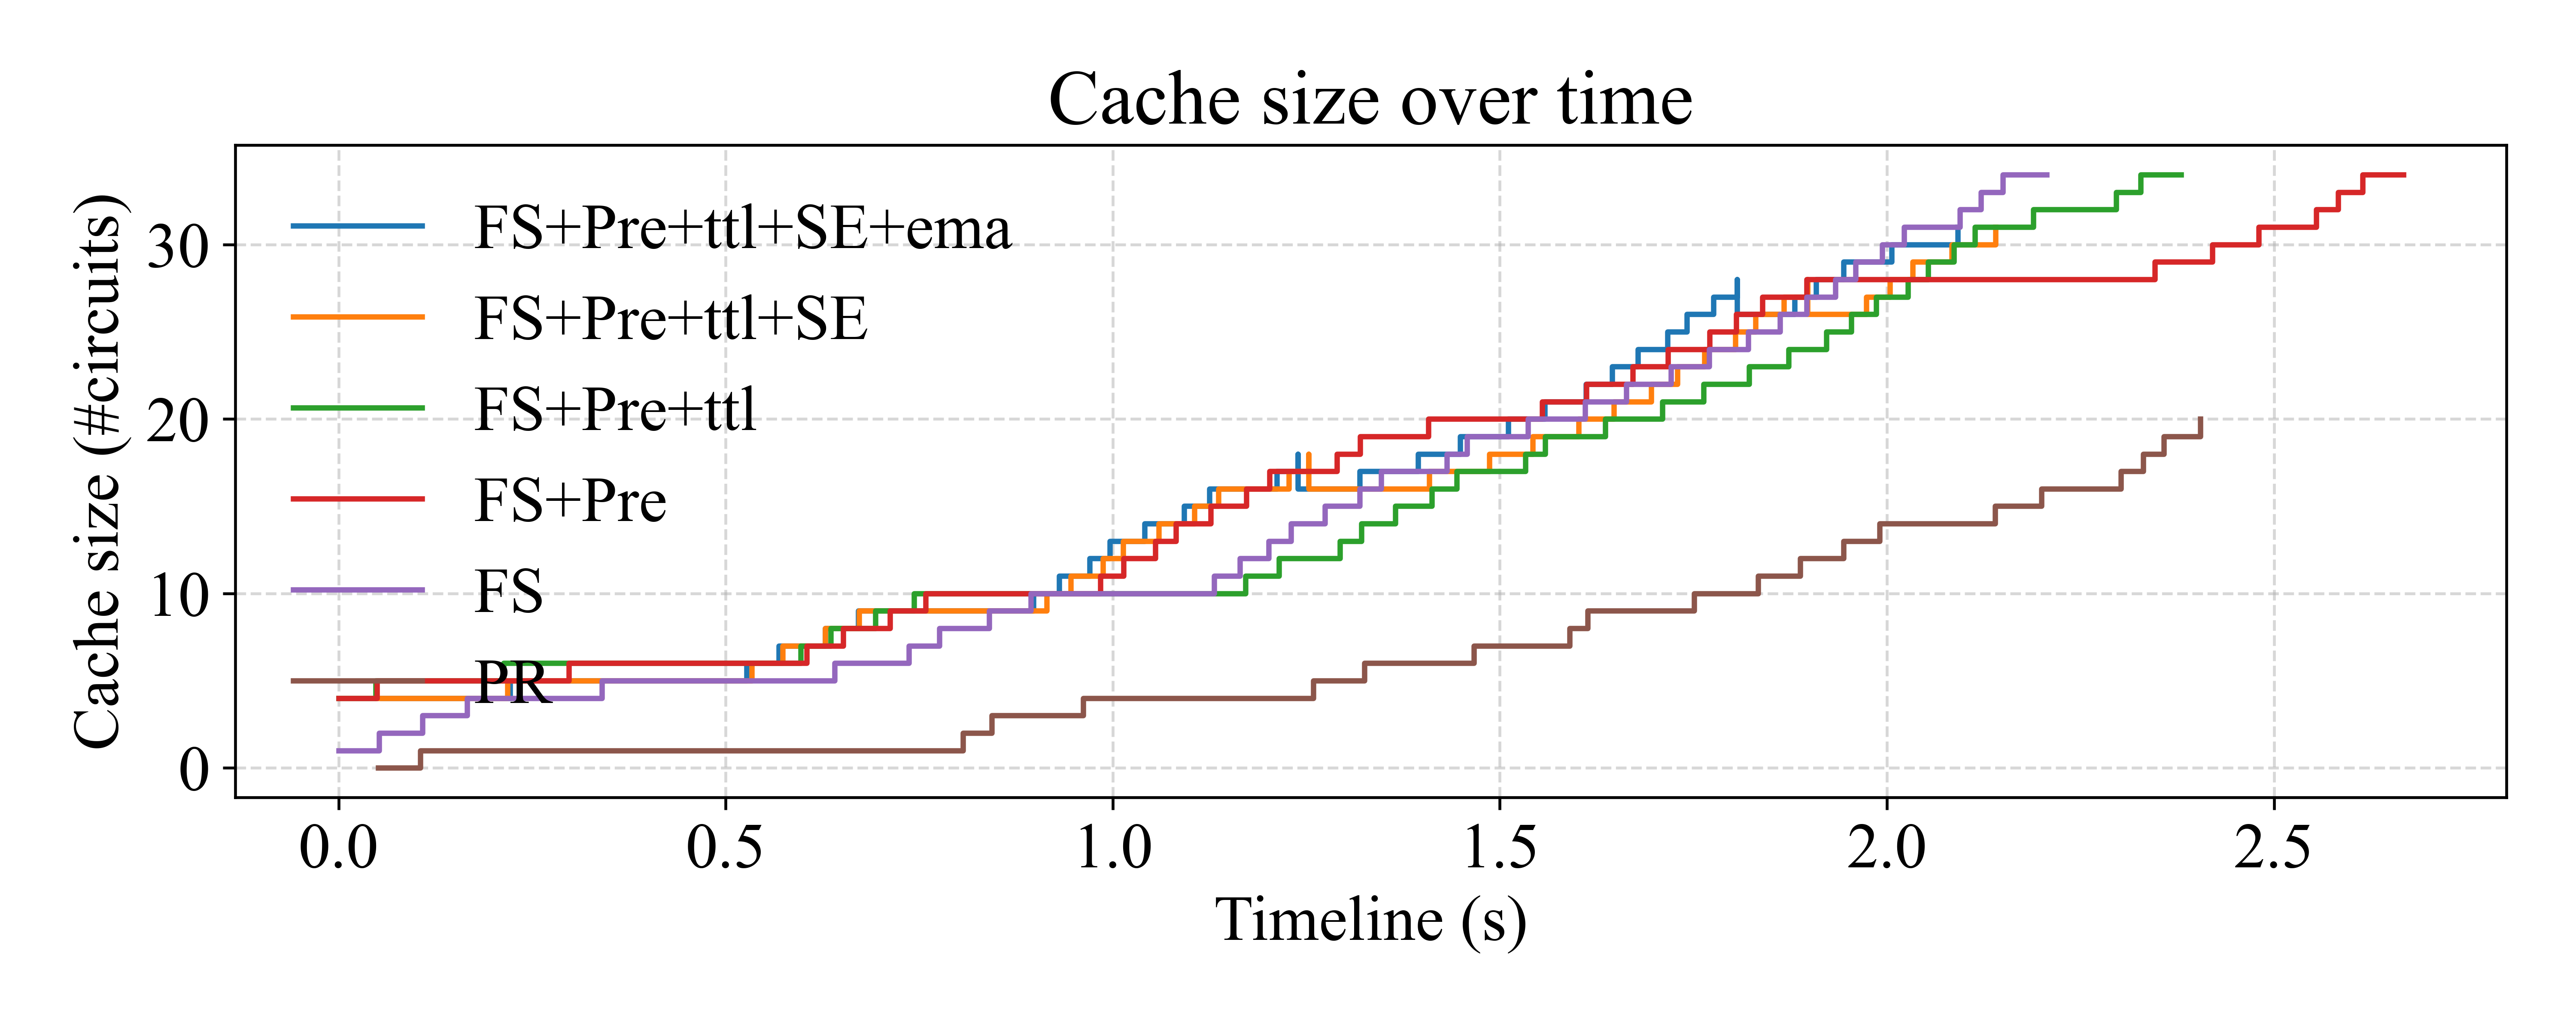 Cache size over time
Cache size (#circuits)
30
20
10
0
FS+Pre+ttl+SE+ema
FS+Pre+ttl+SE
FS+Pre+ttl
FS+Pre
FS
PR
0.0 0.5 1.0 1.5 2.0 2.5
Timeline (s)